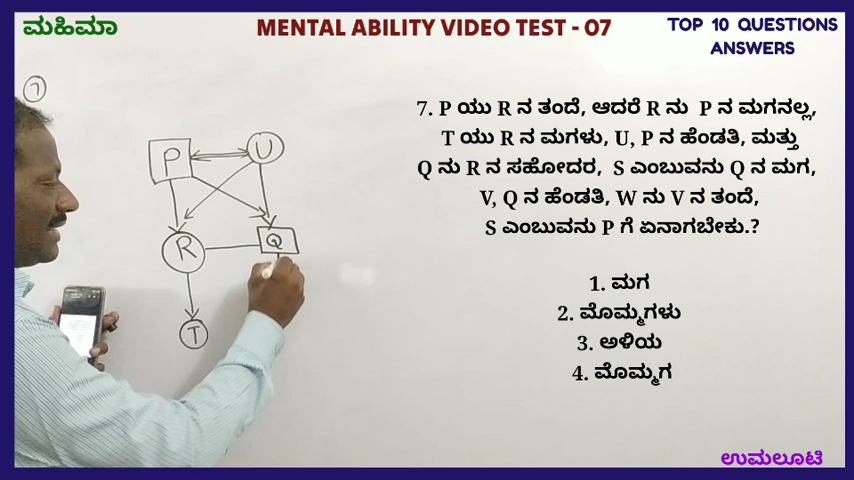 ಮಹಿಮಾ
MENTAL ABILITY VIDEO TEST - 07
TOP 10 QUESTIONS
ANSWERS
7
7. P ಯು R ನ ತಂದೆ, ಆದರೆ R ನು P ನ ಮಗನಲ್ಲ,
T ಯು R ನ ಮಗಳು, U, P ನ ಹೆಂಡತಿ, ಮತ್ತು
Q ನು R ನ ಸಹೋದರ, S ಎಂಬುವನು Q ನ ಮಗ,
V, Q ನ ಹೆಂಡತಿ, W ನು V ನ ತಂದೆ,
S ಎಂಬುವನು P ಗೆ ಏನಾಗಬೇಕು.?
1. ಮಗ
2. ಮೊಮ್ಮಗಳು
3. ಅಳಿಯ
4. ಮೊಮ್ಮಗ
P U
R Q
T
ಉಮಲೂಟಿ